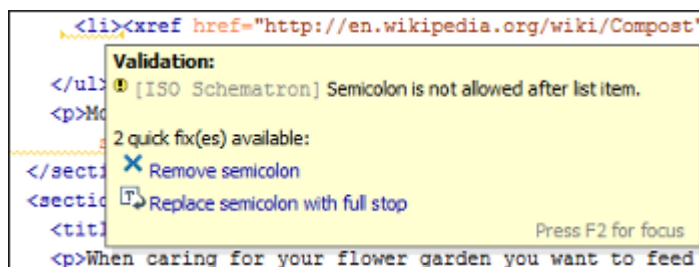 <li><xref href="http://en.wikipedia.org/wiki/Compost"
Validation:
</ul>
[ISO Schematron] Semicolon is not allowed after list item.
<p>Mo
2 quick fix(es) available:
</secti
Remove semicolon
<sectio
Replace semicolon with full stop
<titl
Press F2 for focus
<p>When caring for your flower garden you want to feed